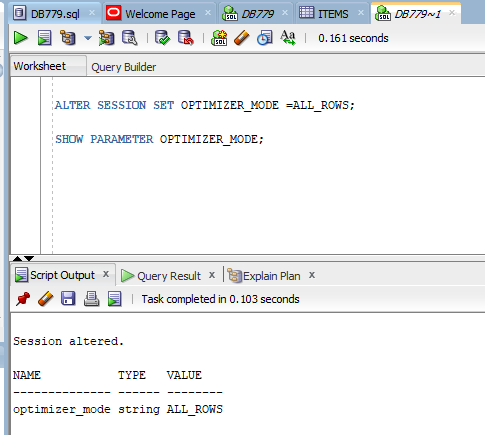 DB779.sql x Welcome Page x DB779 x ITEMS x DB779~1 x
0.161 seconds
Worksheet Query Builder
ALTER SESSION SET OPTIMIZER_MODE =ALL_ROWS;
SHOW PARAMETER OPTIMIZER_MODE;
Script Output x Query Result x Explain Plan x
Task completed in 0.103 seconds
Session altered.
NAME TYPE VALUE
-------------- ------ --------
optimizer_mode string ALL_ROWS